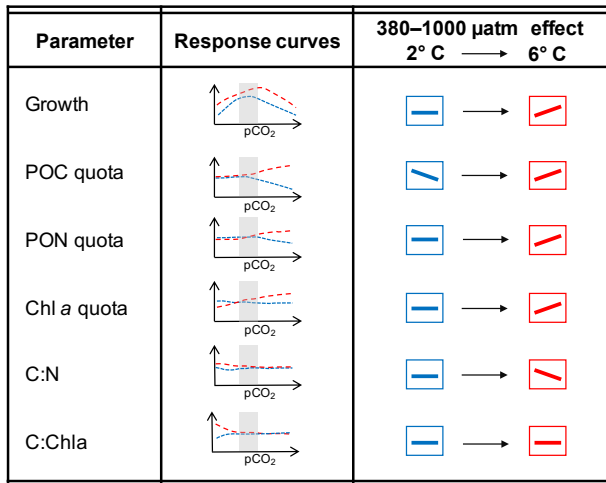 Parameter Response curves 380–1000 µatm effect
2° C 6° C
Growth
pCO₂
POC quota
pCO₂
PON quota
pCO₂
Chl a quota
pCO₂
C:N
pCO₂
C:Chla
pCO₂